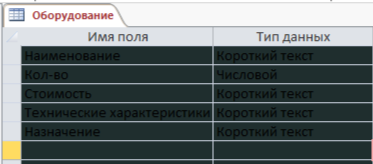 Оборудование
Имя поля Тип данных
Наименование Короткий текст
Кол-во Числовой
Стоимость Короткий текст
Технические характеристики Короткий текст
Назначение Короткий текст